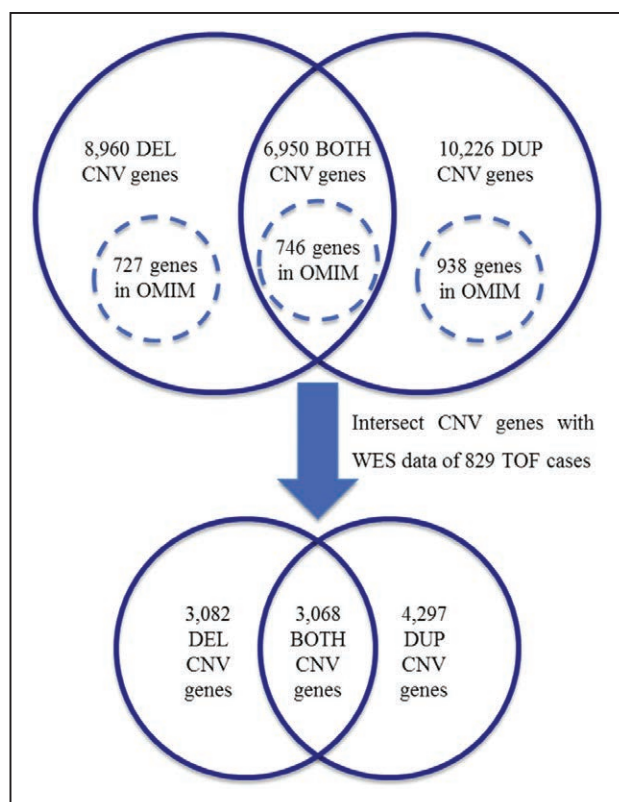 8,960 DEL
CNV genes
6,950 BOTH
CNV genes
10,226 DUP
CNV genes
727 genes
in OMIM
746 genes
in OMIM
938 genes
in OMIM
Intersect CNV genes with
WES data of 829 TOF cases
3,082
DEL
CNV
genes
3,068
BOTH
CNV
genes
4,297
DUP
CNV
genes